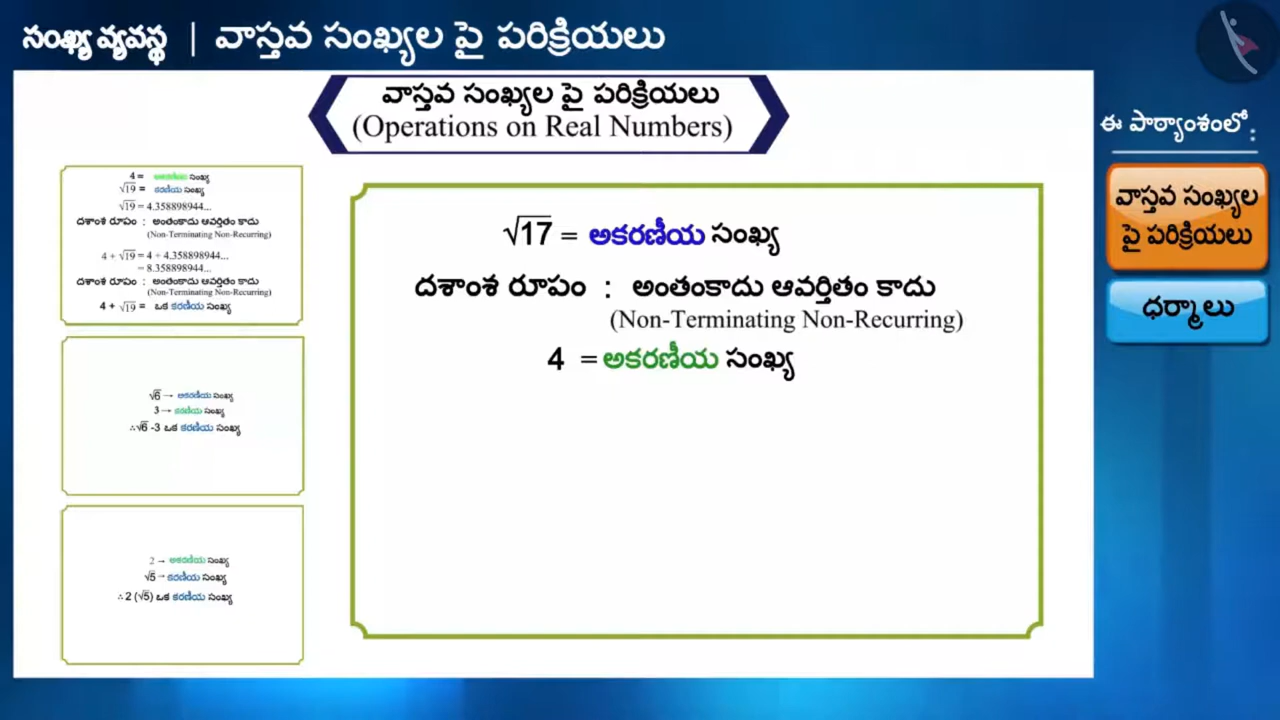 సంఖ్య వ్యవస్థ | వాస్తవ సంఖ్యల పై పరిక్రియలు
వాస్తవ సంఖ్యల పై పరిక్రియలు
(Operations on Real Numbers)
4 = అకరణీయ సంఖ్య
√19 = కరణీయ సంఖ్య
√19 = 4.358898944...
దశాంశ రూపం : అంతంకాదు ఆవర్తితం కాదు
(Non-Terminating Non-Recurring)
4 + √19 = 4 + 4.358898944...
= 8.358898944...
దశాంశ రూపం : అంతంకాదు ఆవర్తితం కాదు
(Non-Terminating Non-Recurring)
4 + √19 = ఒక కరణీయ సంఖ్య
√6 → అకరణీయ సంఖ్య
3 → కరణీయ సంఖ్య
∴√6 -3 ఒక కరణీయ సంఖ్య
2 → అకరణీయ సంఖ్య
√5 → కరణీయ సంఖ్య
∴ 2 (√5) ఒక కరణీయ సంఖ్య
√17 = అకరణీయ సంఖ్య
దశాంశ రూపం : అంతంకాదు ఆవర్తితం కాదు
(Non-Terminating Non-Recurring)
4 = అకరణీయ సంఖ్య
ఈ పాఠ్యాంశంలో :
వాస్తవ సంఖ్యల
పై పరిక్రియలు
ధర్మాలు